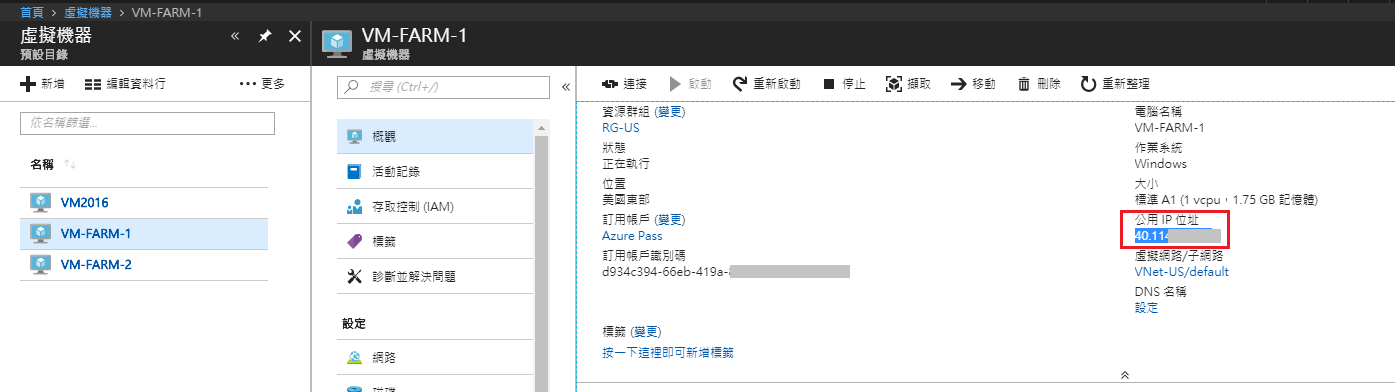 首頁 > 虛擬機器 > VM-FARM-1
虛擬機器
預設目錄
« 
新增
編輯資料行
更多
依名稱篩選...
名稱
VM2016
VM-FARM-1
VM-FARM-2
VM-FARM-1
虛擬機器
搜尋 (Ctrl+/)
«
概觀
活動記錄
存取控制 (IAM)
標籤
診斷並解決問題
設定
網路
磁碟
連接
啟動
重新啟動
停止
擷取
移動
刪除
重新整理
資源群組 (變更)
RG-US
狀態
正在執行
位置
美國東部
訂用帳戶 (變更)
Azure Pass
訂用帳戶識別碼
d934c394-66eb-419a-
標籤 (變更)
按一下這裡即可新增標籤
電腦名稱
VM-FARM-1
作業系統
Windows
大小
標準 A1 (1 vcpu，1.75 GB 記憶體)
公用 IP 位址
40.114
虛擬網路/子網路
VNet-US/default
DNS 名稱
設定